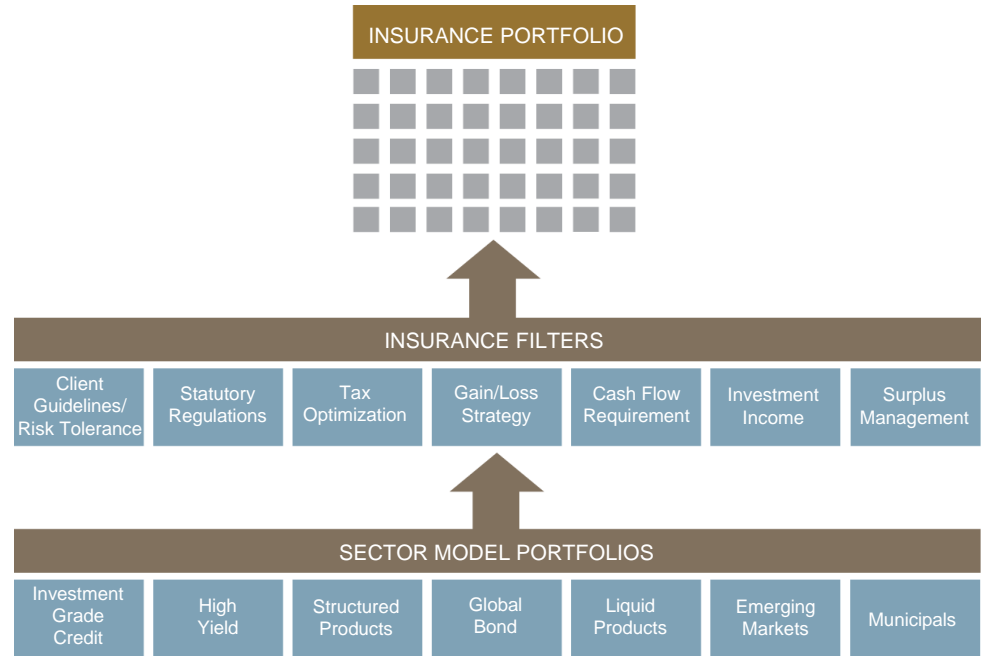 INSURANCE PORTFOLIO
INSURANCE FILTERS
Client
Guidelines/
Risk Tolerance
Statutory
Regulations
Tax
Optimization
Gain/Loss
Strategy
Cash Flow
Requirement
Investment
Income
Surplus
Management
SECTOR MODEL PORTFOLIOS
Investment
Grade
Credit
High
Yield
Structured
Products
Global
Bond
Liquid
Products
Emerging
Markets
Municipals